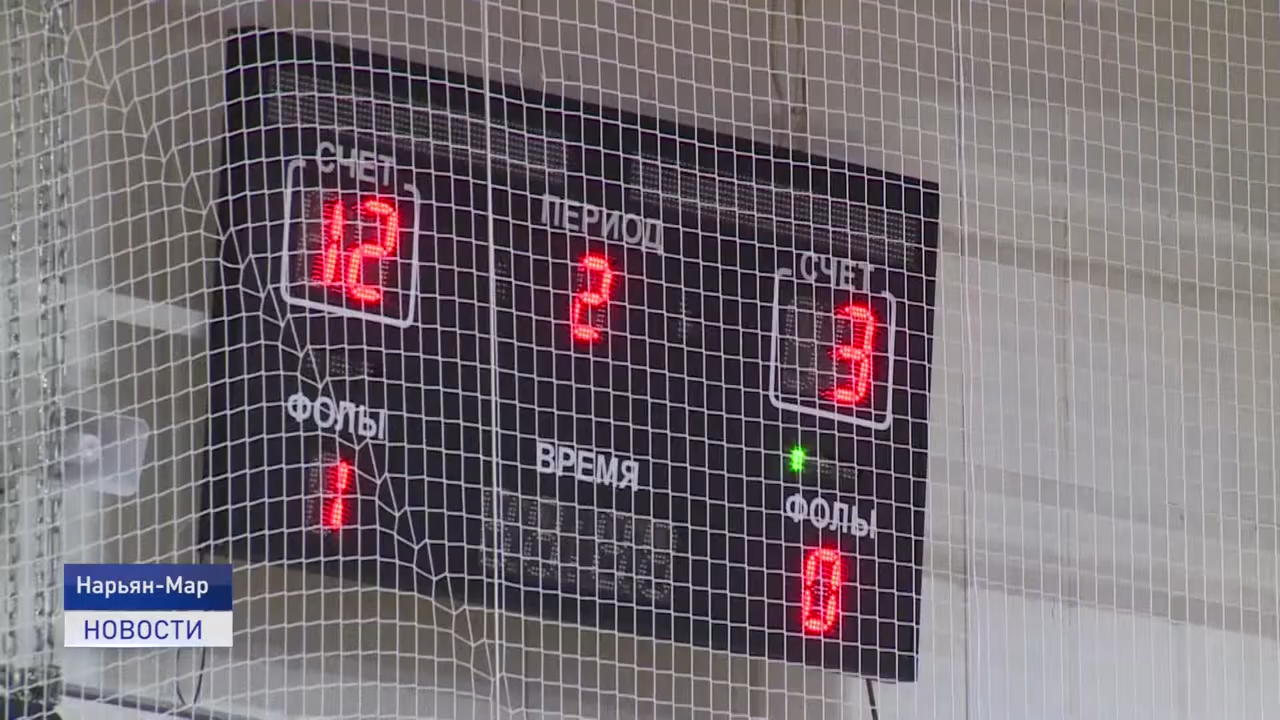 СЧЕТ
12
ПЕРИОД
2
СЧЕТ
3
ФОЛЫ
1
ВРЕМЯ
ФОЛЫ
0
Нарьян-Мар
НОВОСТИ